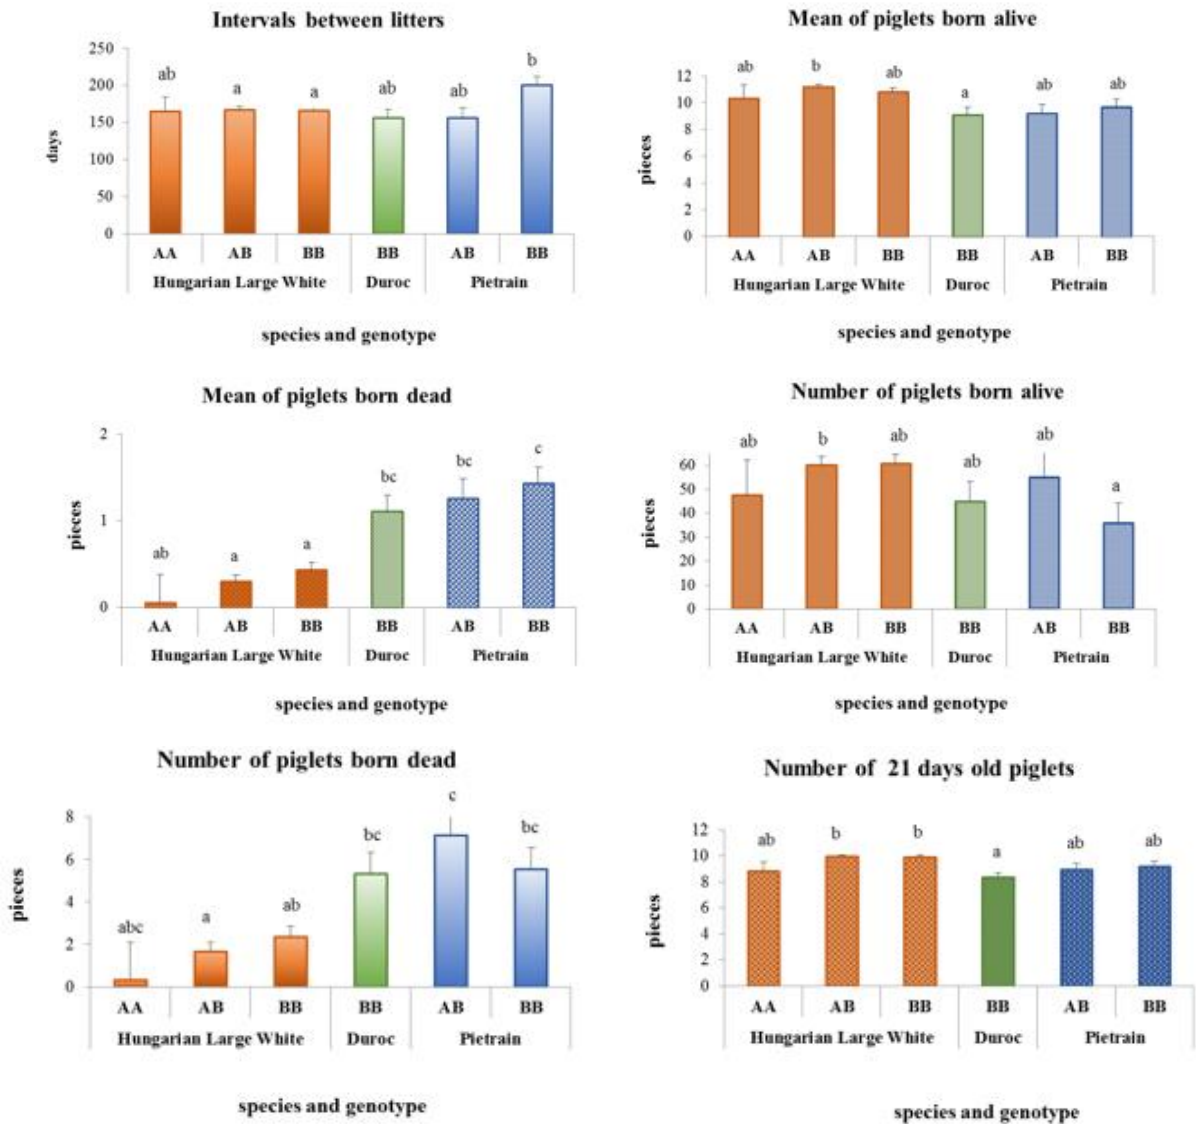 Intervals between litters
250
200
150
100
50
0
days
ab
a
a
ab
ab
b
AA AB BB BB AB BB
Hungarian Large White Duroc Pietrain
species and genotype
Mean of piglets born alive
12
10
8
6
4
2
0
pieces
ab
b
ab
a
ab
ab
AA AB BB BB AB BB
Hungarian Large White Duroc Pietrain
species and genotype
Mean of piglets born dead
2
1
0
pieces
ab
a
a
bc
bc
c
AA AB BB BB AB BB
Hungarian Large White Duroc Pietrain
species and genotype
Number of piglets born alive
60
50
40
30
20
10
0
pieces
ab
b
ab
ab
ab
a
AA AB BB BB AB BB
Hungarian Large White Duroc Pietrain
species and genotype
Number of piglets born dead
8
6
4
2
0
pieces
abc
a
ab
bc
c
bc
AA AB BB BB AB BB
Hungarian Large White Duroc Pietrain
species and genotype
Number of 21 days old piglets
12
10
8
6
4
2
0
pieces
ab
b
b
a
ab
ab
AA AB BB BB AB BB
Hungarian Large White Duroc Pietrain
species and genotype